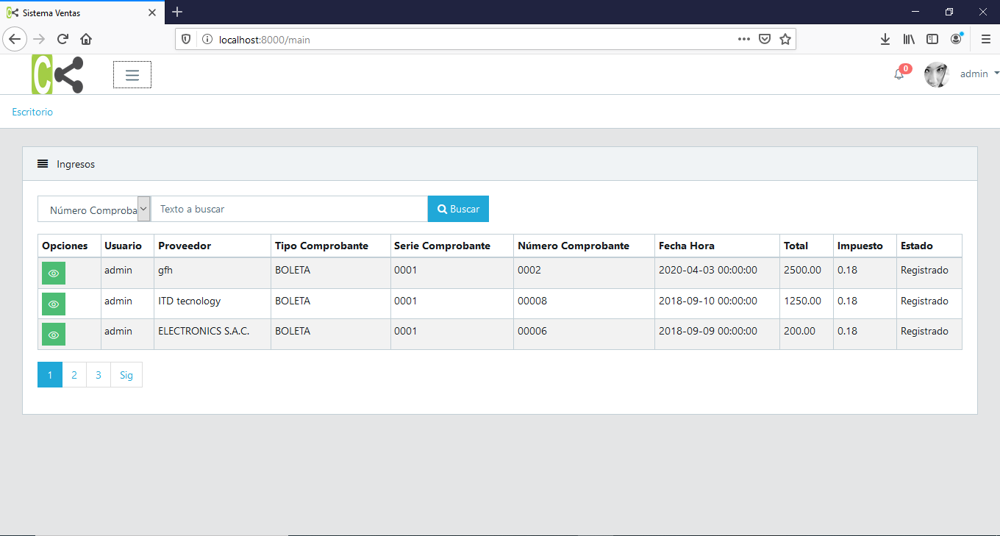 Sistema Ventas
localhost:8000/main
0
admin
Escritorio
Ingresos
Número Comproba Texto a buscar Buscar
Opciones Usuario Proveedor Tipo Comprobante Serie Comprobante Número Comprobante Fecha Hora Total Impuesto Estado
admin gfh BOLETA 0001 0002 2020-04-03 00:00:00 2500.00 0.18 Registrado
admin ITD tecnology BOLETA 0001 00008 2018-09-10 00:00:00 1250.00 0.18 Registrado
admin ELECTRONICS S.A.C. BOLETA 0001 00006 2018-09-09 00:00:00 200.00 0.18 Registrado
1 2 3 Sig